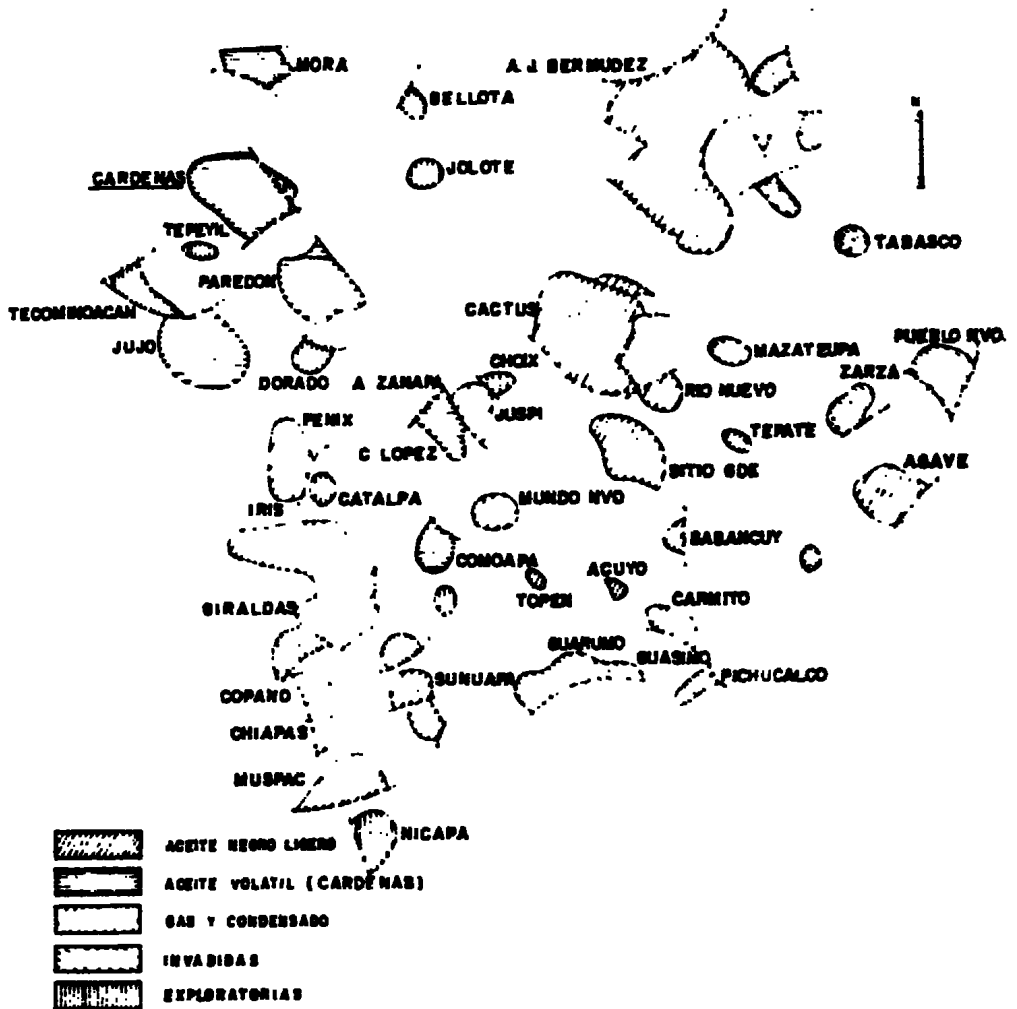 MORA
A. J. BERMUDEZ
BELLOTA
N
JOLOTE
CARDENAS
TEPEYIL
TABASCO
PAREDON
TECOMINOACAN
CACTUS
JUJO
PUEBLO NVO.
MAZATEUPA
CHOIX
ZARZA
DORADO
A ZANAPA
RIO NUEVO
JUSPI
FENIX
TEPATE
C LOPEZ
SITIO GDE
AGAVE
CATALPA
MUNDO NVO
IRIS
SABANCUY
COMOAPA
ACUYO
TOPEN
CARMITO
GIRALDAS
GUARUMO
GUASIMO
SUNUAPA
PICHUCALCO
COPANO
CHIAPAS
MUSPAC
NICAPA
ACEITE NEGRO LIGERO
ACEITE VOLATIL (CARDENAS)
GAS Y CONDENSADO
INVADIDAS
EXPLORATORIAS